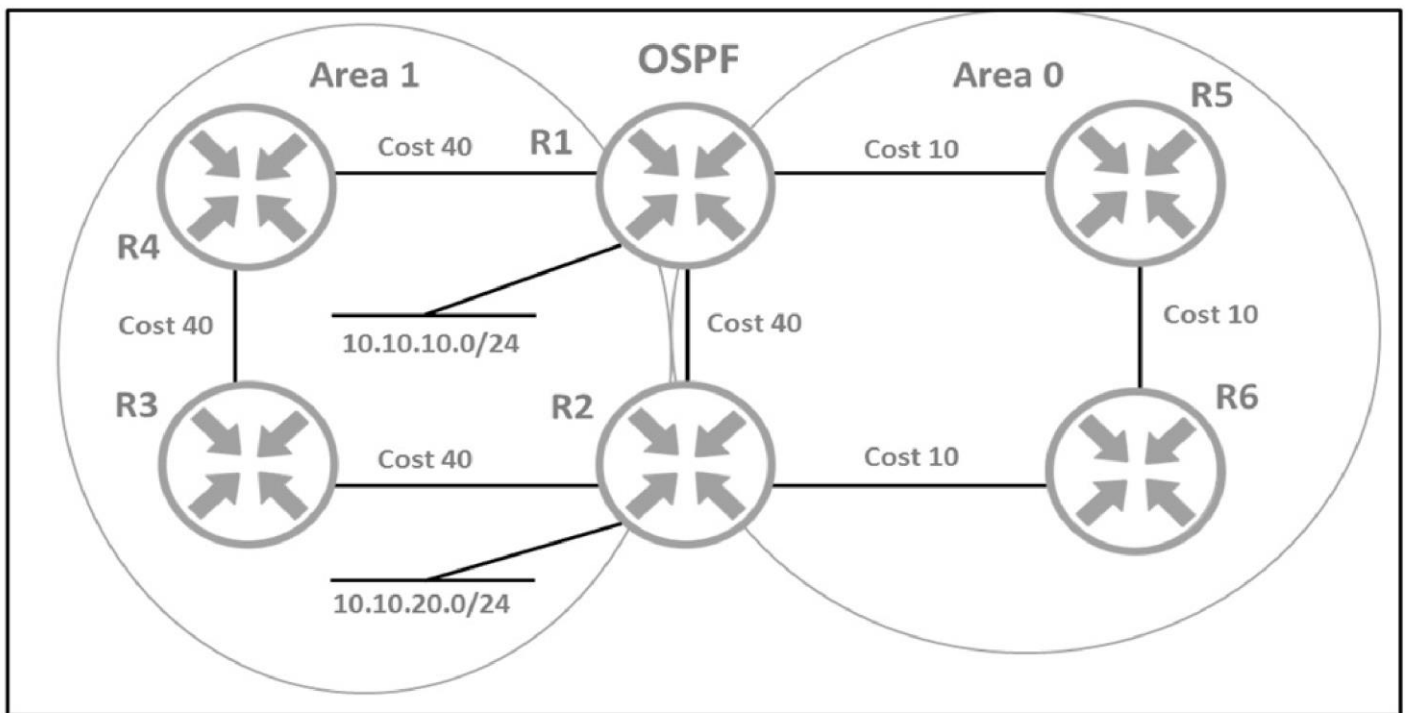 OSPF
Area 1
Area 0
R5
Cost 40
R1
Cost 10
R4
Cost 40
10.10.10.0/24
Cost 40
Cost 10
R3
R2
R6
Cost 40
Cost 10
10.10.20.0/24